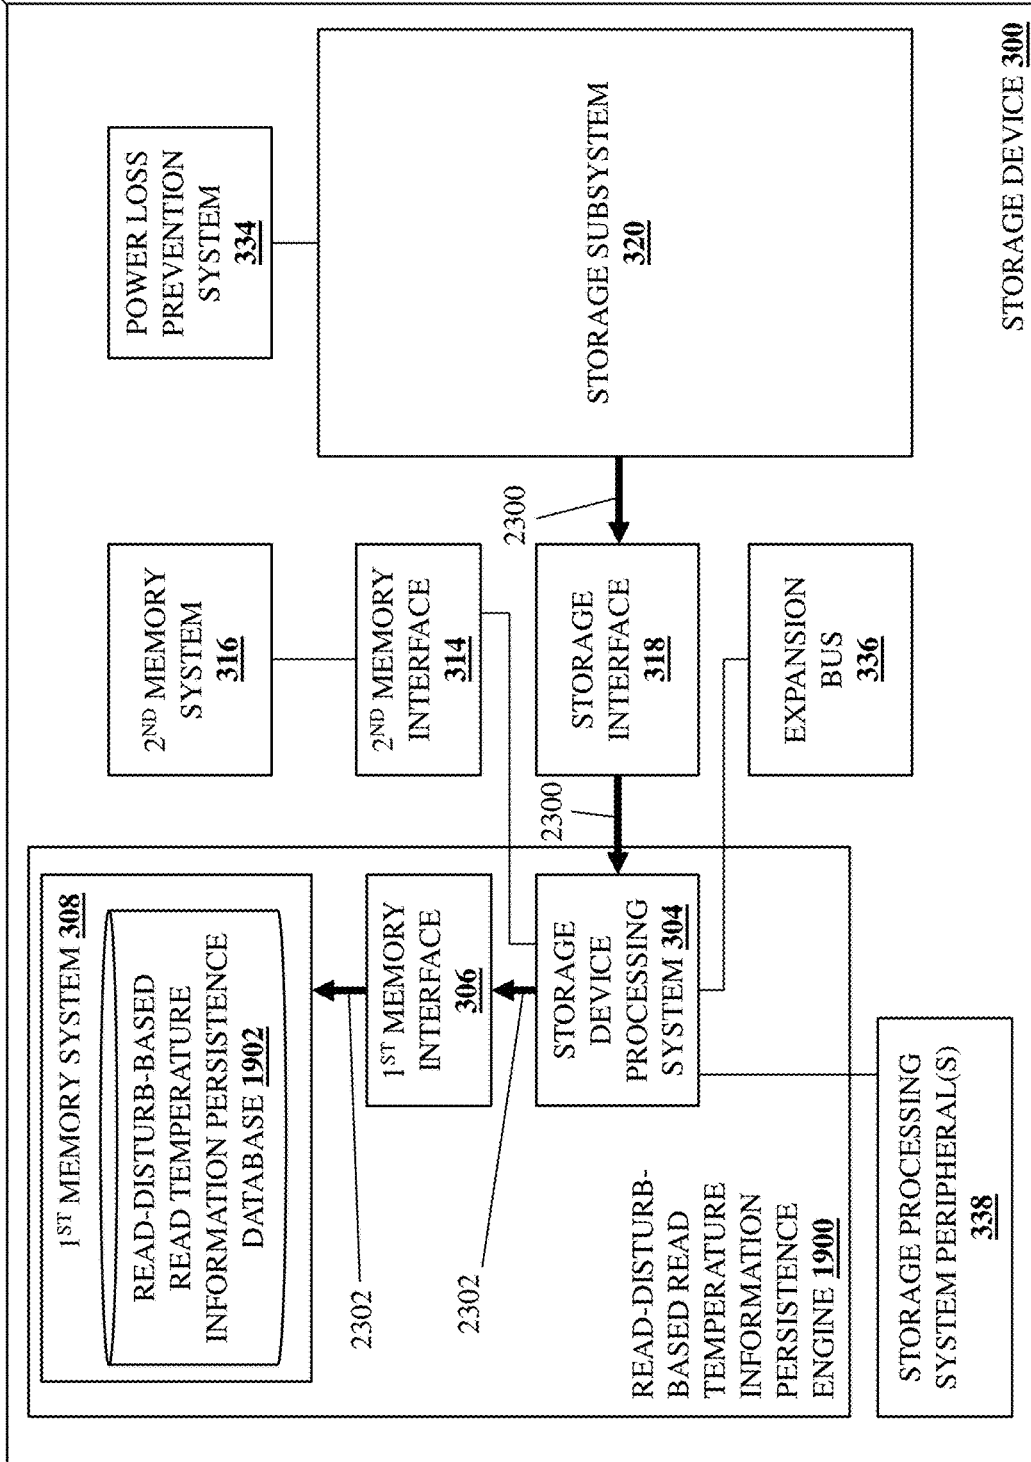 1ST MEMORY SYSTEM 308
READ-DISTURB-BASED
READ TEMPERATURE
INFORMATION PERSISTENCE
DATABASE 1902
2302
1ST MEMORY
INTERFACE
306
2302
STORAGE
DEVICE
PROCESSING
SYSTEM 304
READ-DISTURB-
BASED READ
TEMPERATURE
INFORMATION
PERSISTENCE
ENGINE 1900
STORAGE PROCESSING
SYSTEM PERIPHERAL(S)
338
2ND MEMORY
SYSTEM
316
2ND MEMORY
INTERFACE
314
2300
STORAGE
INTERFACE
318
2300
EXPANSION
BUS
336
POWER LOSS
PREVENTION
SYSTEM
334
STORAGE SUBSYSTEM
320
STORAGE DEVICE 300